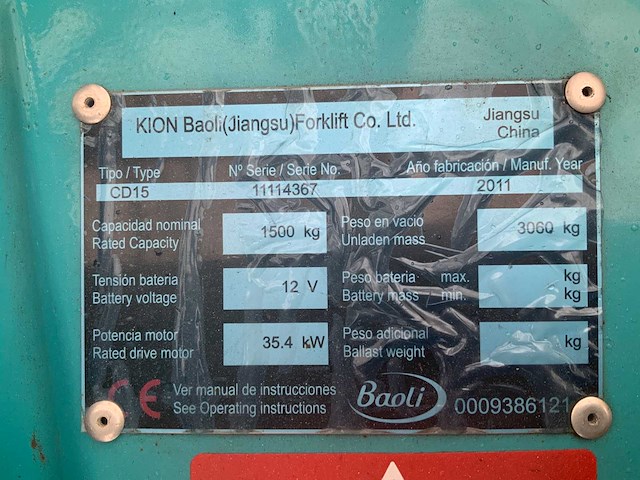 KION Baoli(Jiangsu)Forklift Co. Ltd. Jiangsu China
Tipo / Type Nº Serie / Serie No. Año fabricación / Manuf. Year
CD15 11114367 2011
Capacidad nominal Rated Capacity 1500 kg Peso en vacio Unladen mass 3060 kg
Tensión bateria Battery voltage 12 V Peso bateria Battery mass max. min. kg kg
Potencia motor Rated drive motor 35.4 kW Peso adicional Ballast weight kg
CE Ver manual de instrucciones See Operating instructions Baoli 0009386121